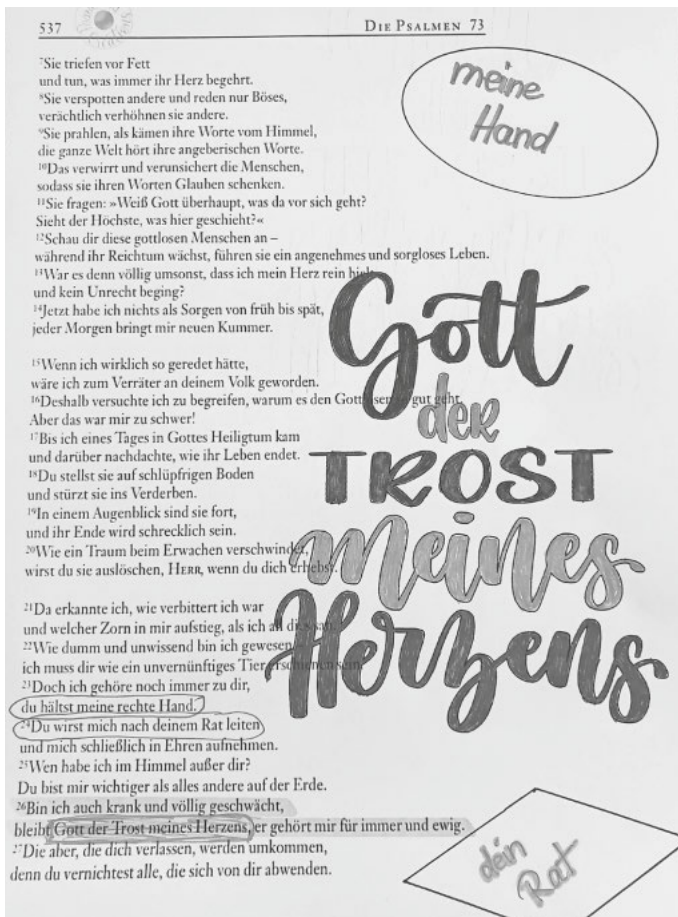 537
DIE PSALMEN 73
⁷Sie triefen vor Fett
und tun, was immer ihr Herz begehrt.
⁸Sie verspotten andere und reden nur Böses,
verächtlich verhöhnen sie andere.
⁹Sie prahlen, als kämen ihre Worte vom Himmel,
die ganze Welt hört ihre angeberischen Worte.
¹⁰Das verwirrt und verunsichert die Menschen,
sodass sie ihren Worten Glauben schenken.
¹¹Sie fragen: »Weiß Gott überhaupt, was da vor sich geht?
Sieht der Höchste, was hier geschieht?«
¹²Schau dir diese gottlosen Menschen an –
während ihr Reichtum wächst, führen sie ein angenehmes und sorgloses Leben.
¹³War es denn völlig umsonst, dass ich mein Herz rein
und kein Unrecht beging?
¹⁴Jetzt habe ich nichts als Sorgen von früh bis spät,
jeder Morgen bringt mir neuen Kummer.
¹⁵Wenn ich wirklich so geredet hätte,
wäre ich zum Verräter an deinem Volk geworden.
¹⁶Deshalb versuchte ich zu begreifen, warum es den Gottlosen so gut geht.
Aber das war mir zu schwer!
¹⁷Bis ich eines Tages in Gottes Heiligtum kam
und darüber nachdachte, wie ihr Leben endet.
¹⁸Du stellst sie auf schlüpfrigen Boden
und stürzt sie ins Verderben.
¹⁹In einem Augenblick sind sie fort,
und ihr Ende wird schrecklich sein.
²⁰Wie ein Traum beim Erwachen verschwindet,
wirst du sie auslöschen, HERR, wenn du dich erhebst.
²¹Da erkannte ich, wie verbittert ich war
und welcher Zorn in mir aufstieg, als ich all dies sah.
²²Wie dumm und unwissend bin ich gewesen
ich muss dir wie ein unvernünftiges Tier erschienen sein.
²³Doch ich gehöre noch immer zu dir,
du hältst meine rechte Hand.
²⁴Du wirst mich nach deinem Rat leiten
und mich schließlich in Ehren aufnehmen.
²⁵Wen habe ich im Himmel außer dir?
Du bist mir wichtiger als alles andere auf der Erde.
²⁶Bin ich auch krank und völlig geschwächt,
bleibt Gott der Trost meines Herzens, er gehört mir für immer und ewig.
²⁷Die aber, die dich verlassen, werden umkommen,
denn du vernichtest alle, die sich von dir abwenden.
meine
Hand
Gott
der
TROST
meines
Herzens
dein
Rat